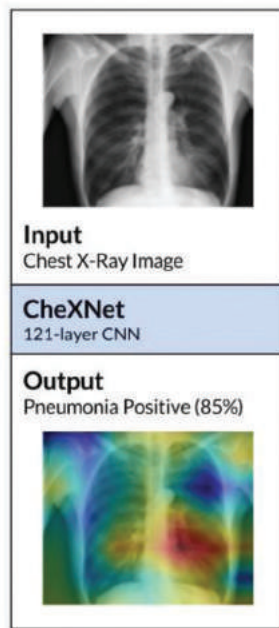 Input
Chest X-Ray Image
CheXNet
121-layer CNN
Output
Pneumonia Positive (85%)